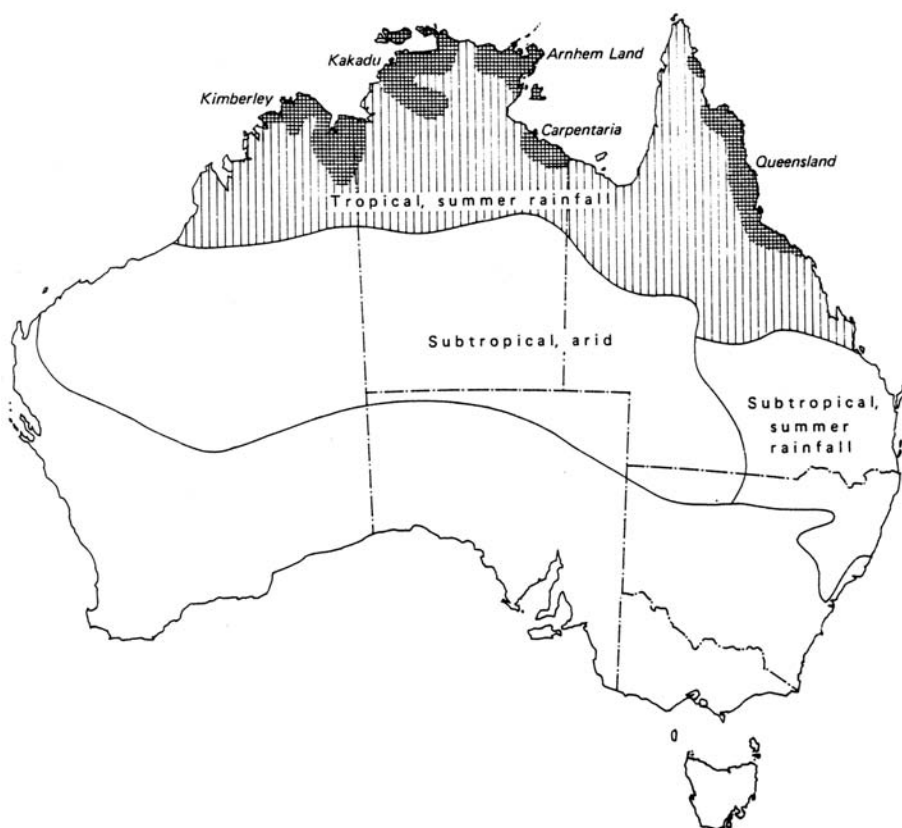 Kakadu
Arnhem Land
Kimberley
Carpentaria
Queensland
Tropical, summer rainfall
Subtropical, arid
Subtropical,
summer
rainfall